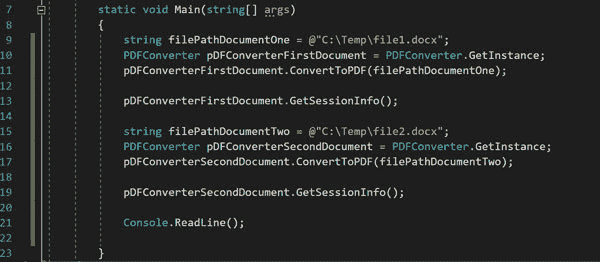 7 static void Main(string[] args)
8 {
9 string filePathDocumentOne = @"C:\Temp\file1.docx";
10 PDFConverter pDFConverterFirstDocument = PDFConverter.GetInstance;
11 pDFConverterFirstDocument.ConvertToPDF(filePathDocumentOne);
12
13 pDFConverterFirstDocument.GetSessionInfo();
14
15 string filePathDocumentTwo = @"C:\Temp\file2.docx";
16 PDFConverter pDFConverterSecondDocument = PDFConverter.GetInstance;
17 pDFConverterSecondDocument.ConvertToPDF(filePathDocumentTwo);
18
19 pDFConverterSecondDocument.GetSessionInfo();
20
21 Console.ReadLine();
22
23 }